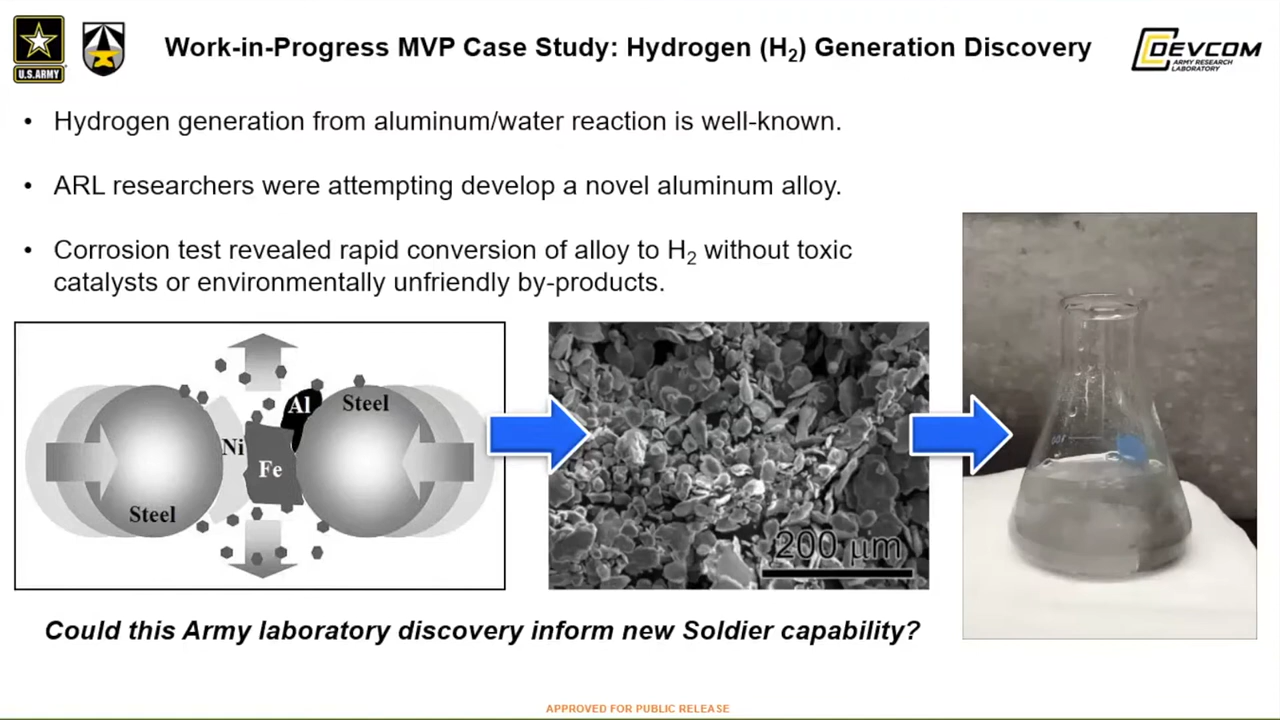 U.S.ARMY
Work-in-Progress MVP Case Study: Hydrogen (H₂) Generation Discovery
DEVCOM
ARMY RESEARCH
LABORATORY
• Hydrogen generation from aluminum/water reaction is well-known.
• ARL researchers were attempting develop a novel aluminum alloy.
• Corrosion test revealed rapid conversion of alloy to H₂ without toxic
catalysts or environmentally unfriendly by-products.
Al
Steel
Ni
Fe
Steel
200 μm
Could this Army laboratory discovery inform new Soldier capability?
APPROVED FOR PUBLIC RELEASE